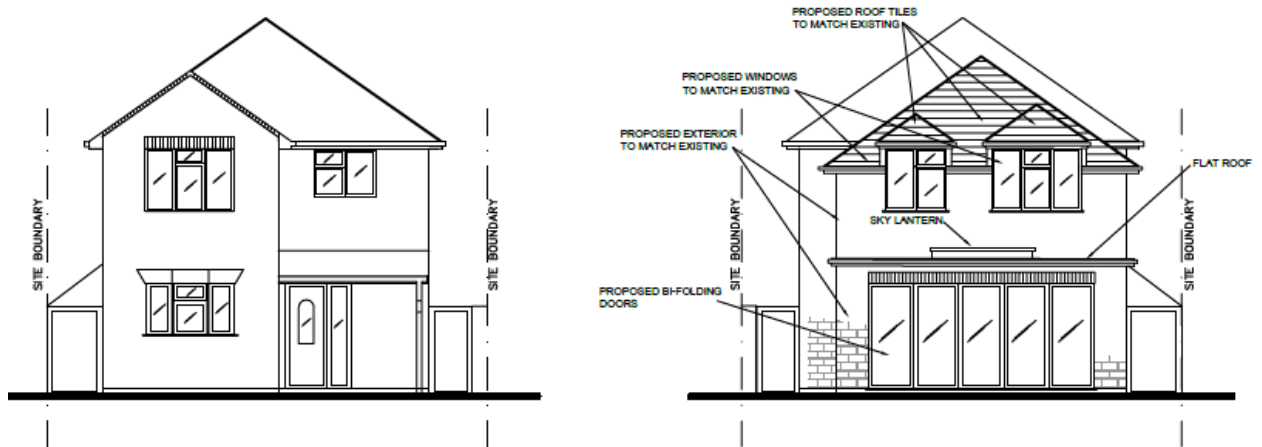 SITE BOUNDARY
SITE BOUNDARY
PROPOSED ROOF TILES
TO MATCH EXISTING
PROPOSED WINDOWS
TO MATCH EXISTING
PROPOSED EXTERIOR
TO MATCH EXISTING
FLAT ROOF
SKY LANTERN
SITE BOUNDARY
SITE BOUNDARY
PROPOSED BI-FOLDING
DOORS